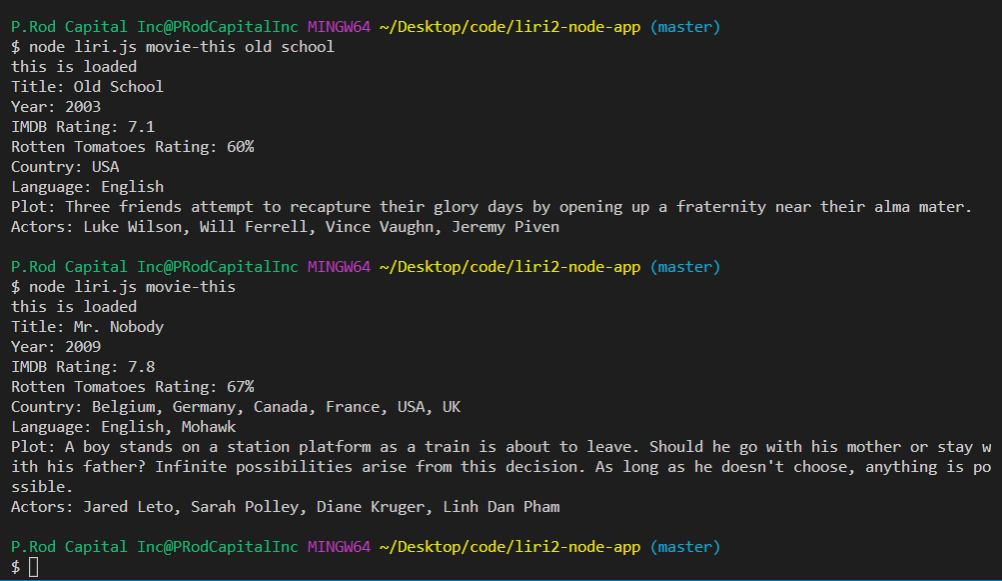 P.Rod Capital Inc@PRodCapitalInc MINGW64 ~/Desktop/code/liri2-node-app (master)
$ node liri.js movie-this old school
this is loaded
Title: Old School
Year: 2003
IMDB Rating: 7.1
Rotten Tomatoes Rating: 60%
Country: USA
Language: English
Plot: Three friends attempt to recapture their glory days by opening up a fraternity near their alma mater.
Actors: Luke Wilson, Will Ferrell, Vince Vaughn, Jeremy Piven
P.Rod Capital Inc@PRodCapitalInc MINGW64 ~/Desktop/code/liri2-node-app (master)
$ node liri.js movie-this
this is loaded
Title: Mr. Nobody
Year: 2009
IMDB Rating: 7.8
Rotten Tomatoes Rating: 67%
Country: Belgium, Germany, Canada, France, USA, UK
Language: English, Mohawk
Plot: A boy stands on a station platform as a train is about to leave. Should he go with his mother or stay w
ith his father? Infinite possibilities arise from this decision. As long as he doesn't choose, anything is po
ssible.
Actors: Jared Leto, Sarah Polley, Diane Kruger, Linh Dan Pham
P.Rod Capital Inc@PRodCapitalInc MINGW64 ~/Desktop/code/liri2-node-app (master)
$